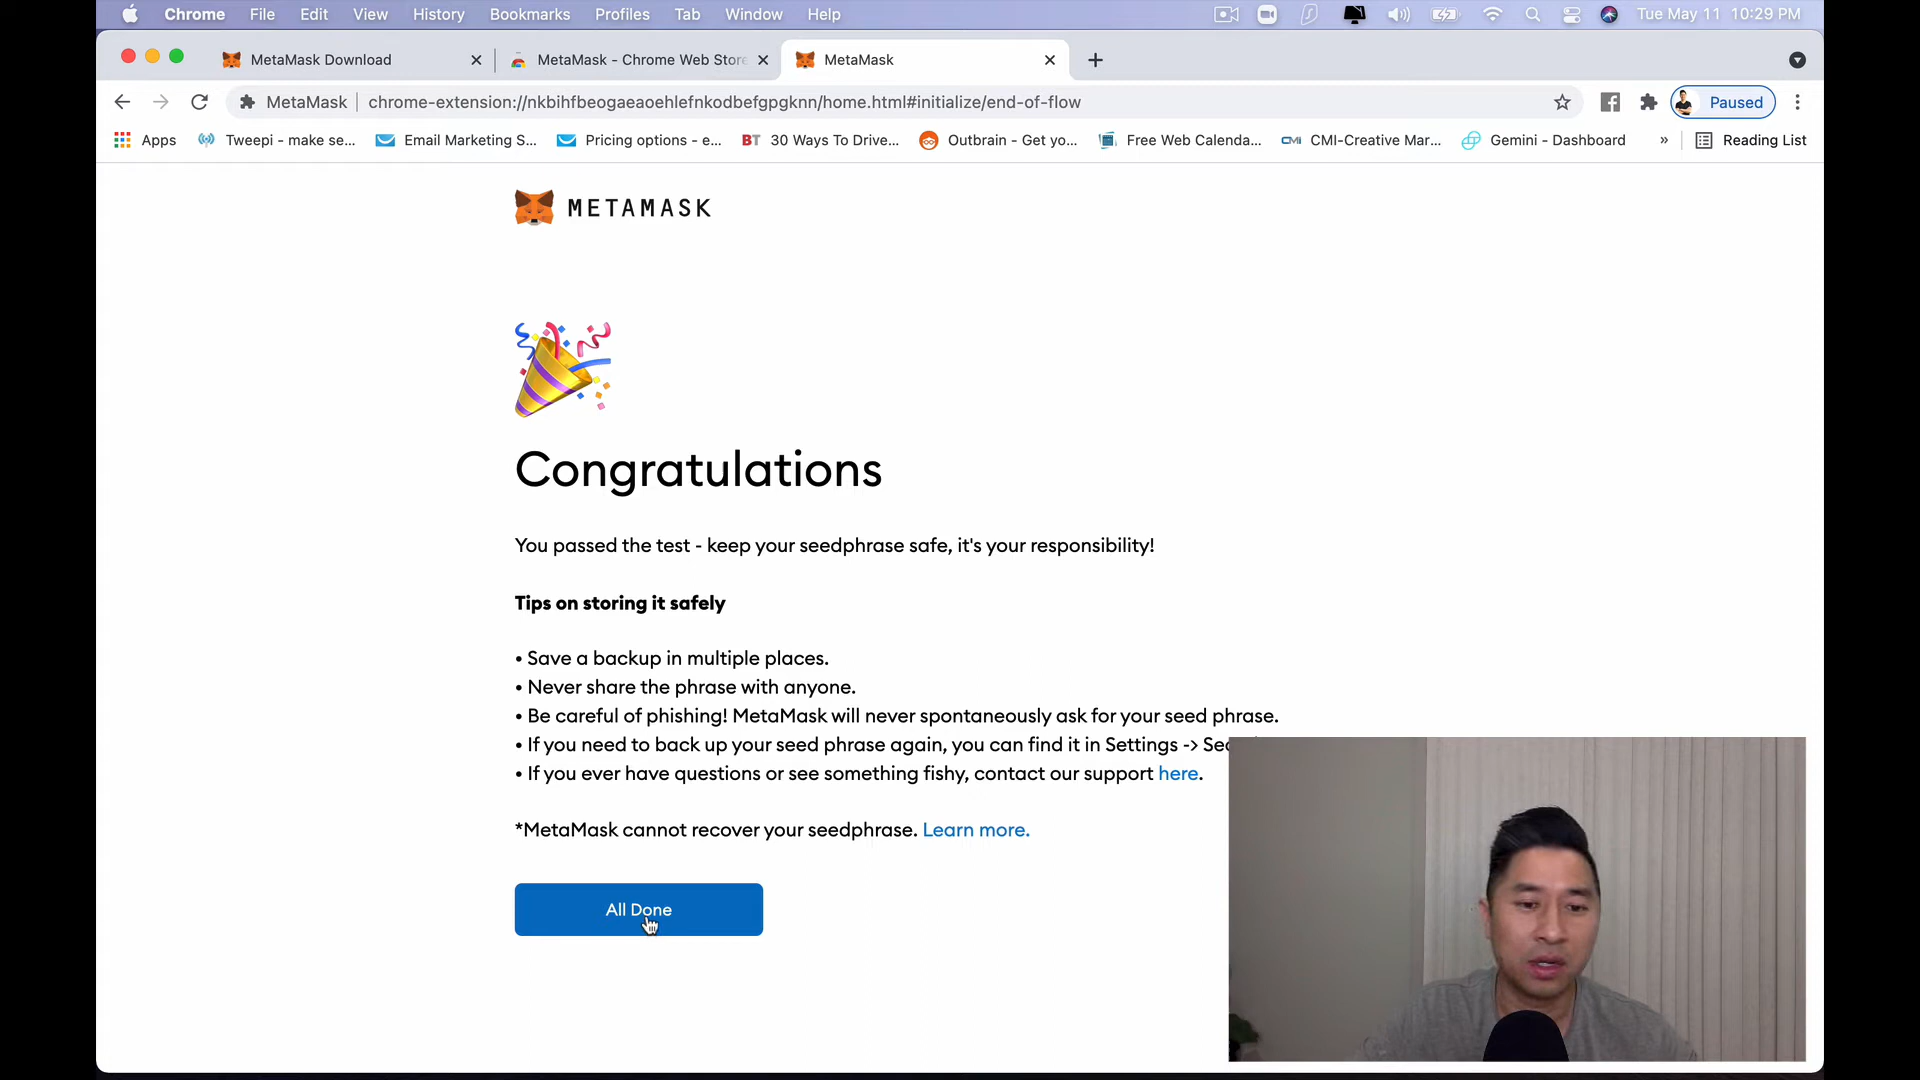 Chrome File Edit View History Bookmarks Profiles Tab Window Help Tue May 11 10:29 PM
MetaMask Download MetaMask - Chrome Web Store MetaMask
MetaMask chrome-extension://nkbihfbeogaeaoehlefnkodbefgpgknn/home.html#initialize/end-of-flow Paused
Apps Tweepi - make se... Email Marketing S... Pricing options - e... BT 30 Ways To Drive... Outbrain - Get yo... Free Web Calenda... CMI CMI-Creative Mar... Gemini - Dashboard » Reading List
METAMASK
Congratulations
You passed the test - keep your seedphrase safe, it's your responsibility!
Tips on storing it safely
• Save a backup in multiple places.
• Never share the phrase with anyone.
• Be careful of phishing! MetaMask will never spontaneously ask for your seed phrase.
• If you need to back up your seed phrase again, you can find it in Settings ->
• If you ever have questions or see something fishy, contact our support here.
*MetaMask cannot recover your seedphrase. Learn more.
All Done